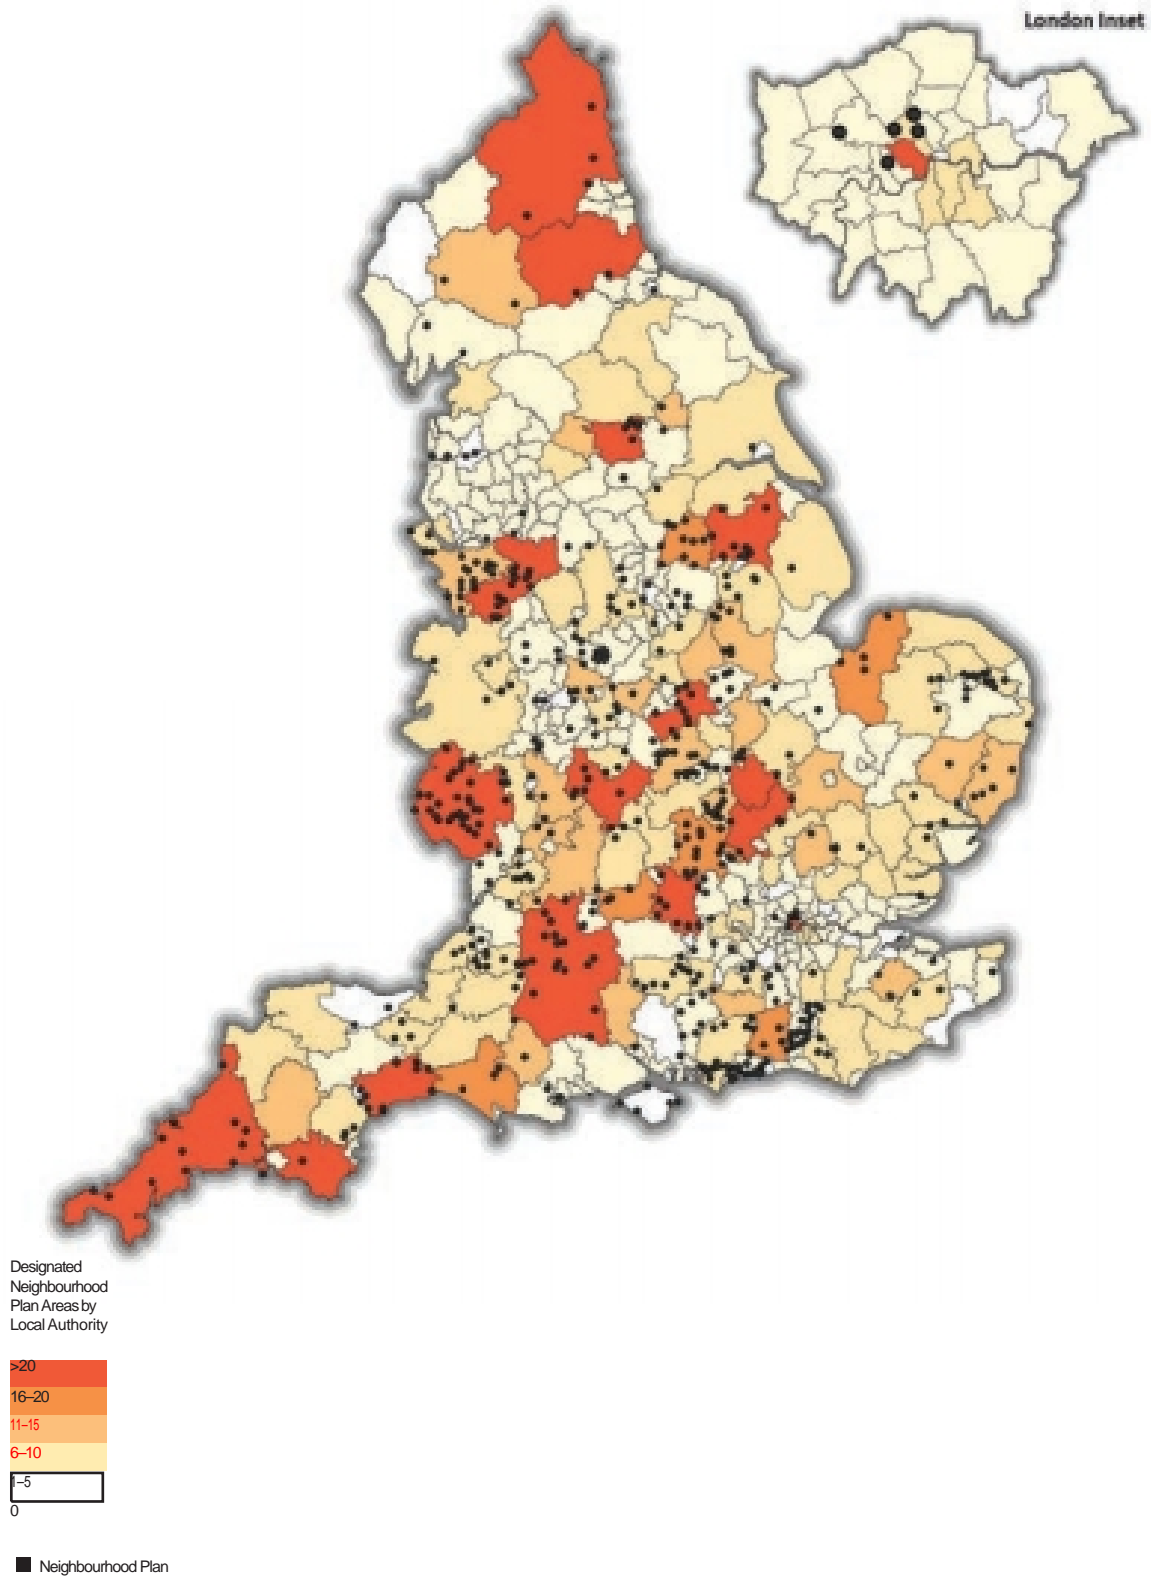 London Inset
Designated
Neighbourhood
Plan Areas by
Local Authority
>20
16–20
11–15
6–10
1–5
0
Neighbourhood Plan